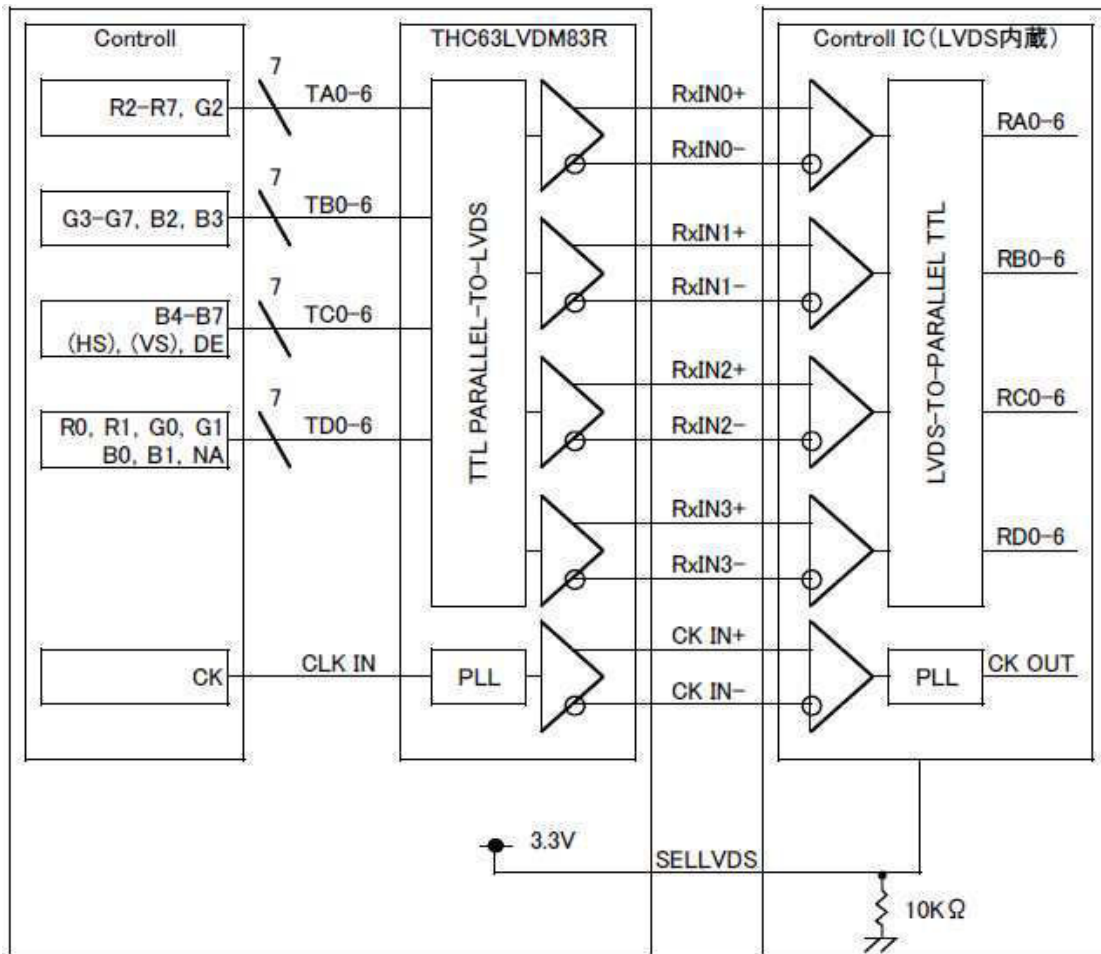 Controll
THC63LVDM83R
Controll IC(LVDS内蔵)
R2-R7, G2
7
TA0-6
RxIN0+
RxIN0-
RA0-6
G3-G7, B2, B3
7
TB0-6
RxIN1+
RxIN1-
RB0-6
B4-B7
(HS), (VS), DE
7
TC0-6
RxIN2+
RxIN2-
RC0-6
R0, R1, G0, G1
B0, B1, NA
7
TD0-6
RxIN3+
RxIN3-
RD0-6
TTL PARALLEL-TO-LVDS
LVDS-TO-PARALLEL TTL
CK
CLK IN
PLL
CK IN+
CK IN-
PLL
CK OUT
3.3V
SELLVDS
10KΩ